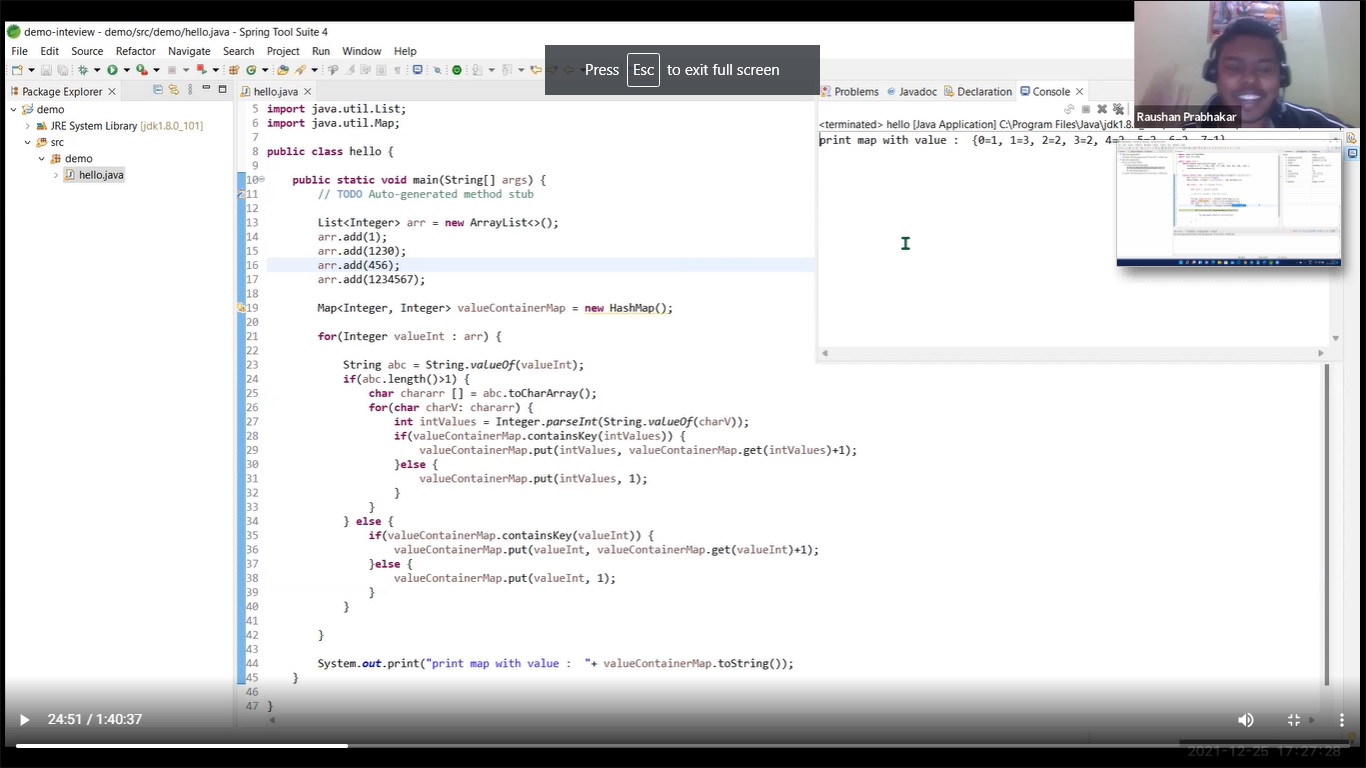 demo-inteview - demo/src/demo/hello.java - Spring Tool Suite 4
File Edit Source Refactor Navigate Search Project Run Window Help
Press Esc to exit full screen
Raushan Prabhakar
Package Explorer
demo
JRE System Library [jdk1.8.0_101]
src
demo
hello.java
hello.java
5 import java.util.List;
6 import java.util.Map;
7
8 public class hello {
9
10 public static void main(String[] args) {
11 // TODO Auto-generated method stub
12
13 List<Integer> arr = new ArrayList<>();
14 arr.add(1);
15 arr.add(1230);
16 arr.add(456);
17 arr.add(1234567);
18
19 Map<Integer, Integer> valueContainerMap = new HashMap();
20
21 for(Integer valueInt : arr) {
22
23 String abc = String.valueOf(valueInt);
24 if(abc.length()>1) {
25 char chararr [] = abc.toCharArray();
26 for(char charV: chararr) {
27 int intValues = Integer.parseInt(String.valueOf(charV));
28 if(valueContainerMap.containsKey(intValues)) {
29 valueContainerMap.put(intValues, valueContainerMap.get(intValues)+1);
30 }else {
31 valueContainerMap.put(intValues, 1);
32 }
33 }
34 } else {
35 if(valueContainerMap.containsKey(valueInt)) {
36 valueContainerMap.put(valueInt, valueContainerMap.get(valueInt)+1);
37 }else {
38 valueContainerMap.put(valueInt, 1);
39 }
40 }
41
42 }
43
44 System.out.print("print map with value :  "+ valueContainerMap.toString());
45 }
46
47 }
Problems Javadoc Declaration Console
<terminated> hello [Java Application] C:\Program Files\Java\jdk1.8.
print map with value :  {0=1, 1=3, 2=2, 3=2, 4=2, 5=2, 6=2, 7=1}
24:51 / 1:40:37
2021-12-25 17:27:28